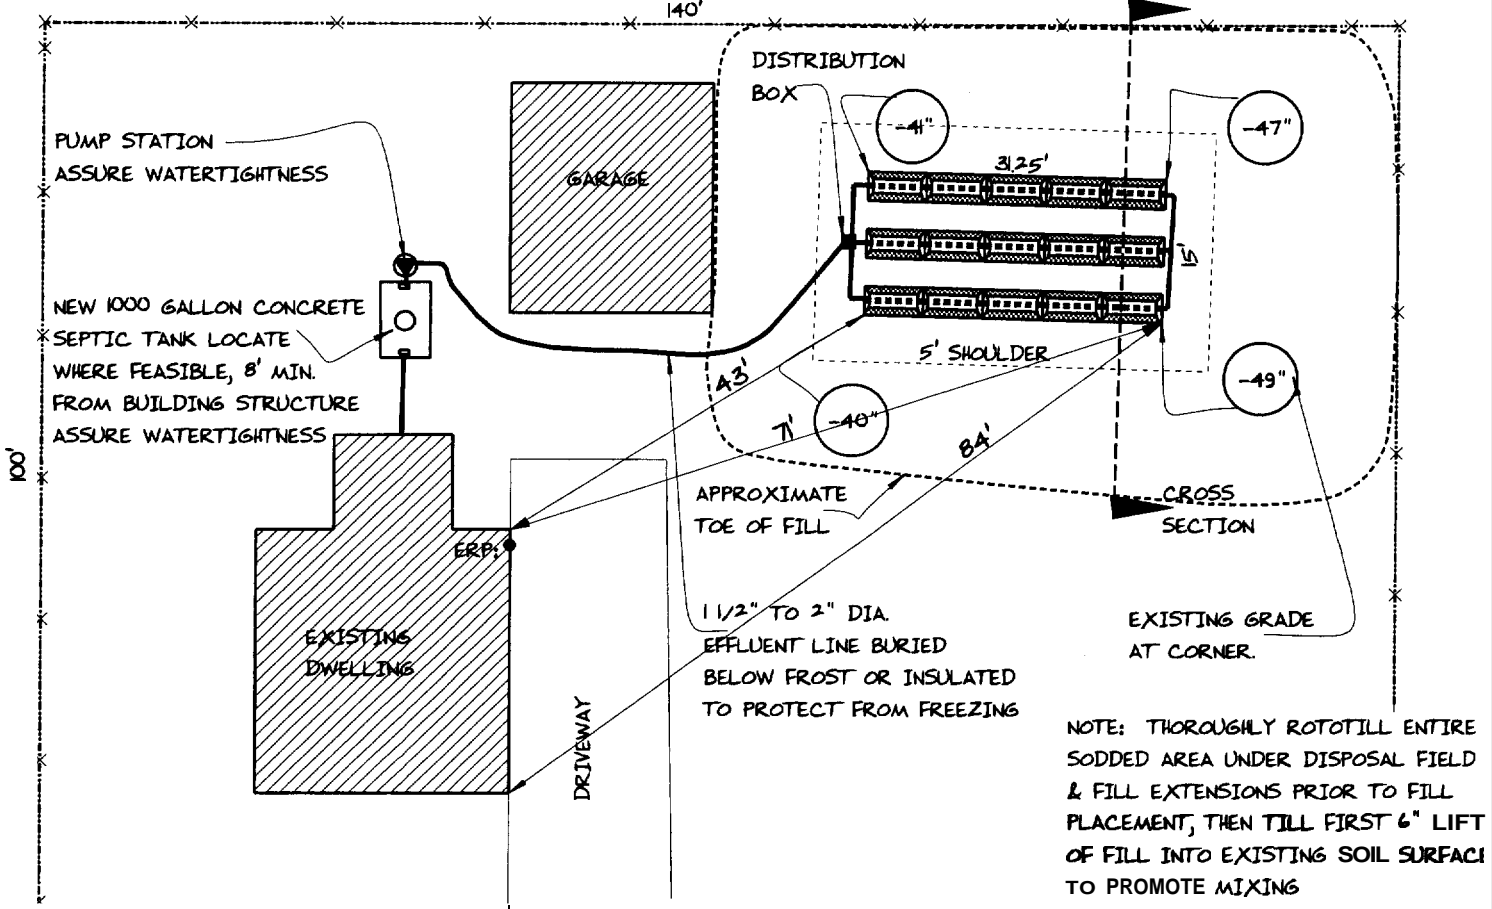 140'
DISTRIBUTION
BOX
-41"
-47"
PUMP STATION
ASSURE WATERTIGHTNESS
GARAGE
31.25'
15'
NEW 1000 GALLON CONCRETE
SEPTIC TANK LOCATE
WHERE FEASIBLE, 8' MIN.
FROM BUILDING STRUCTURE
ASSURE WATERTIGHTNESS
5' SHOULDER
43'
-49"
-40"
71'
84'
100'
APPROXIMATE
TOE OF FILL
CROSS
SECTION
ERP:
1 1/2" TO 2" DIA.
EFFLUENT LINE BURIED
BELOW FROST OR INSULATED
TO PROTECT FROM FREEZING
EXISTING GRADE
AT CORNER.
EXISTING
DWELLING
DRIVEWAY
NOTE: THOROUGHLY ROTOTILL ENTIRE
SODDED AREA UNDER DISPOSAL FIELD
& FILL EXTENSIONS PRIOR TO FILL
PLACEMENT, THEN TILL FIRST 6" LIFT
OF FILL INTO EXISTING SOIL SURFACE
TO PROMOTE MIXING